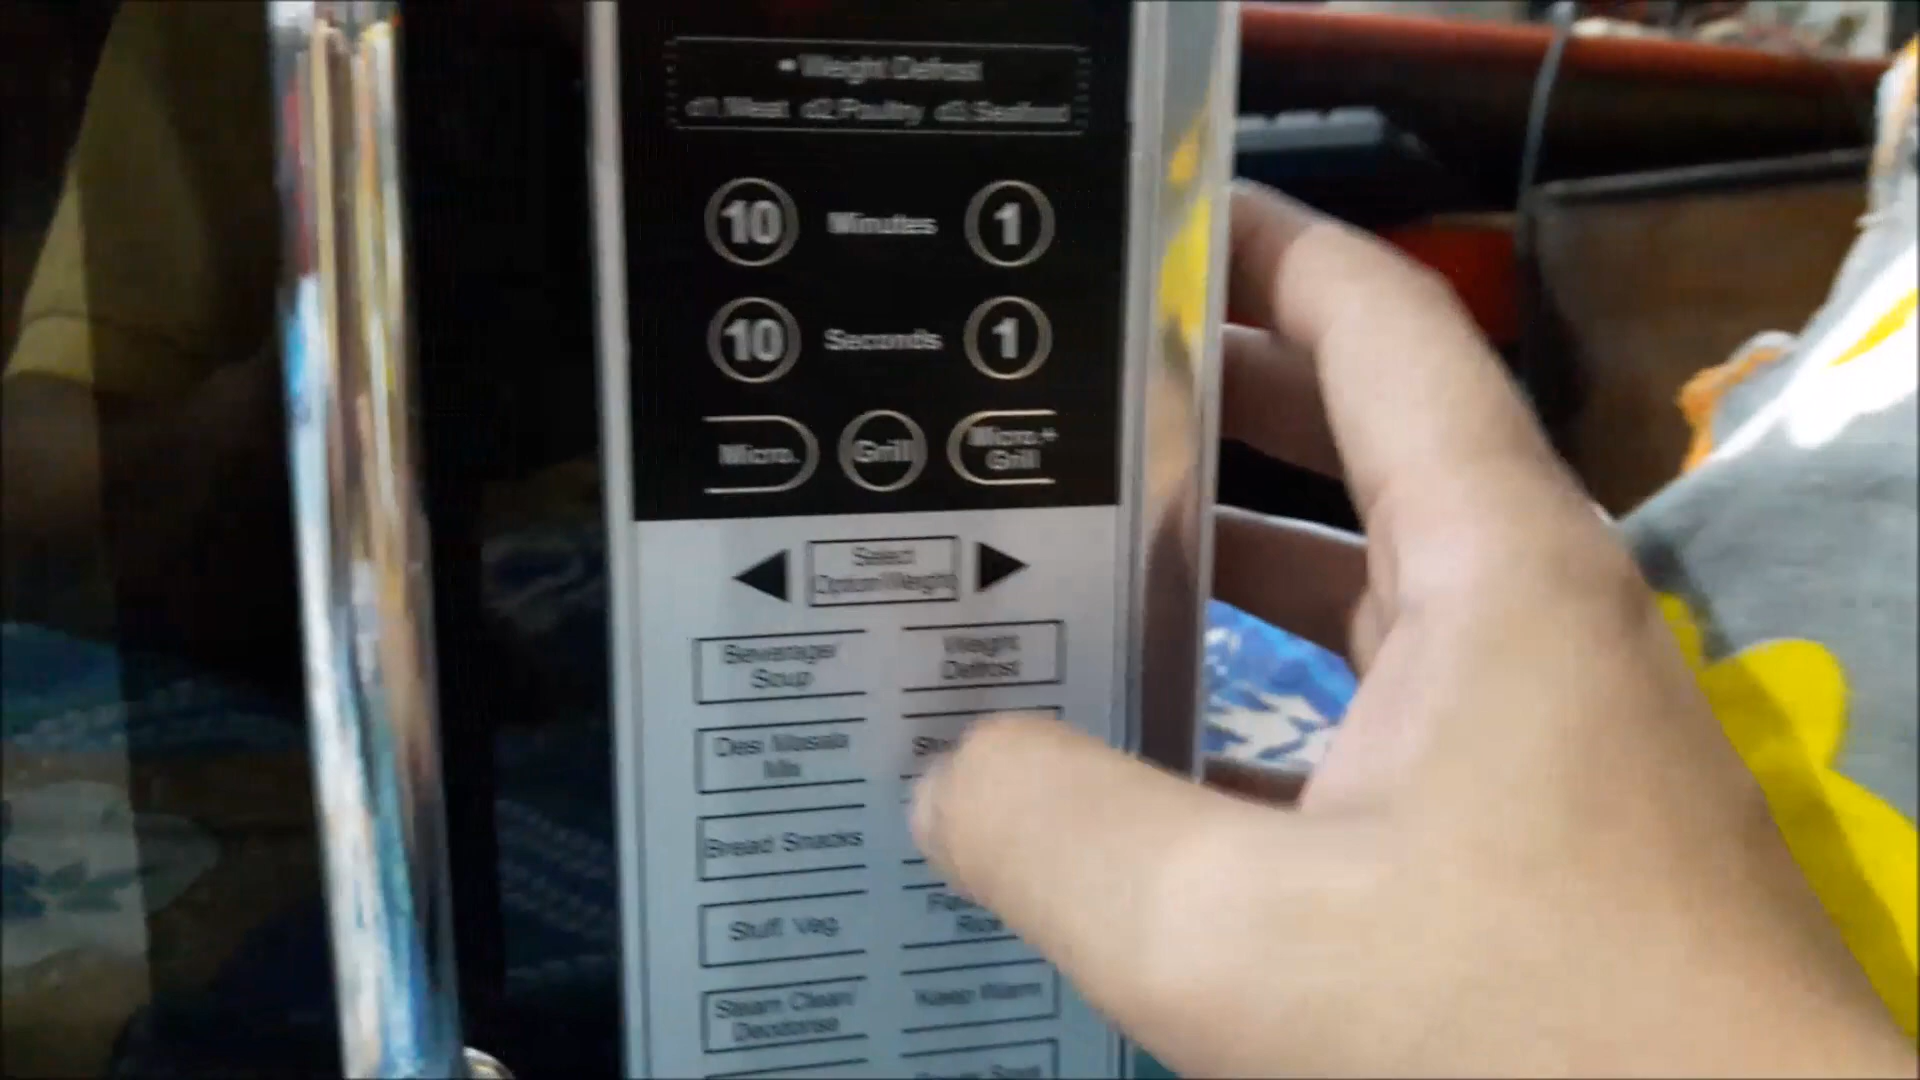 Weight Defrost
d1 Meat d2 Poultry d3 Seafood
10 Minutes 1
10 Seconds 1
Micro. Grill Micro.+
Grill
Select
Option/Weight
Beverage/
Soup
Weight
Defrost
Desi Masala
Mix
Bread Snacks
Stuff. Veg.
Rice
Steam Clean/
Deodorise
Keep Warm